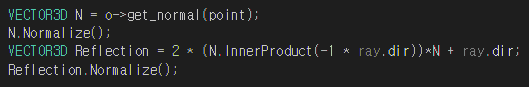 VECTOR3D N = o->get_normal(point);
N.Normalize();
VECTOR3D Reflection = 2 * (N.InnerProduct(-1 * ray.dir))*N + ray.dir;
Reflection.Normalize();